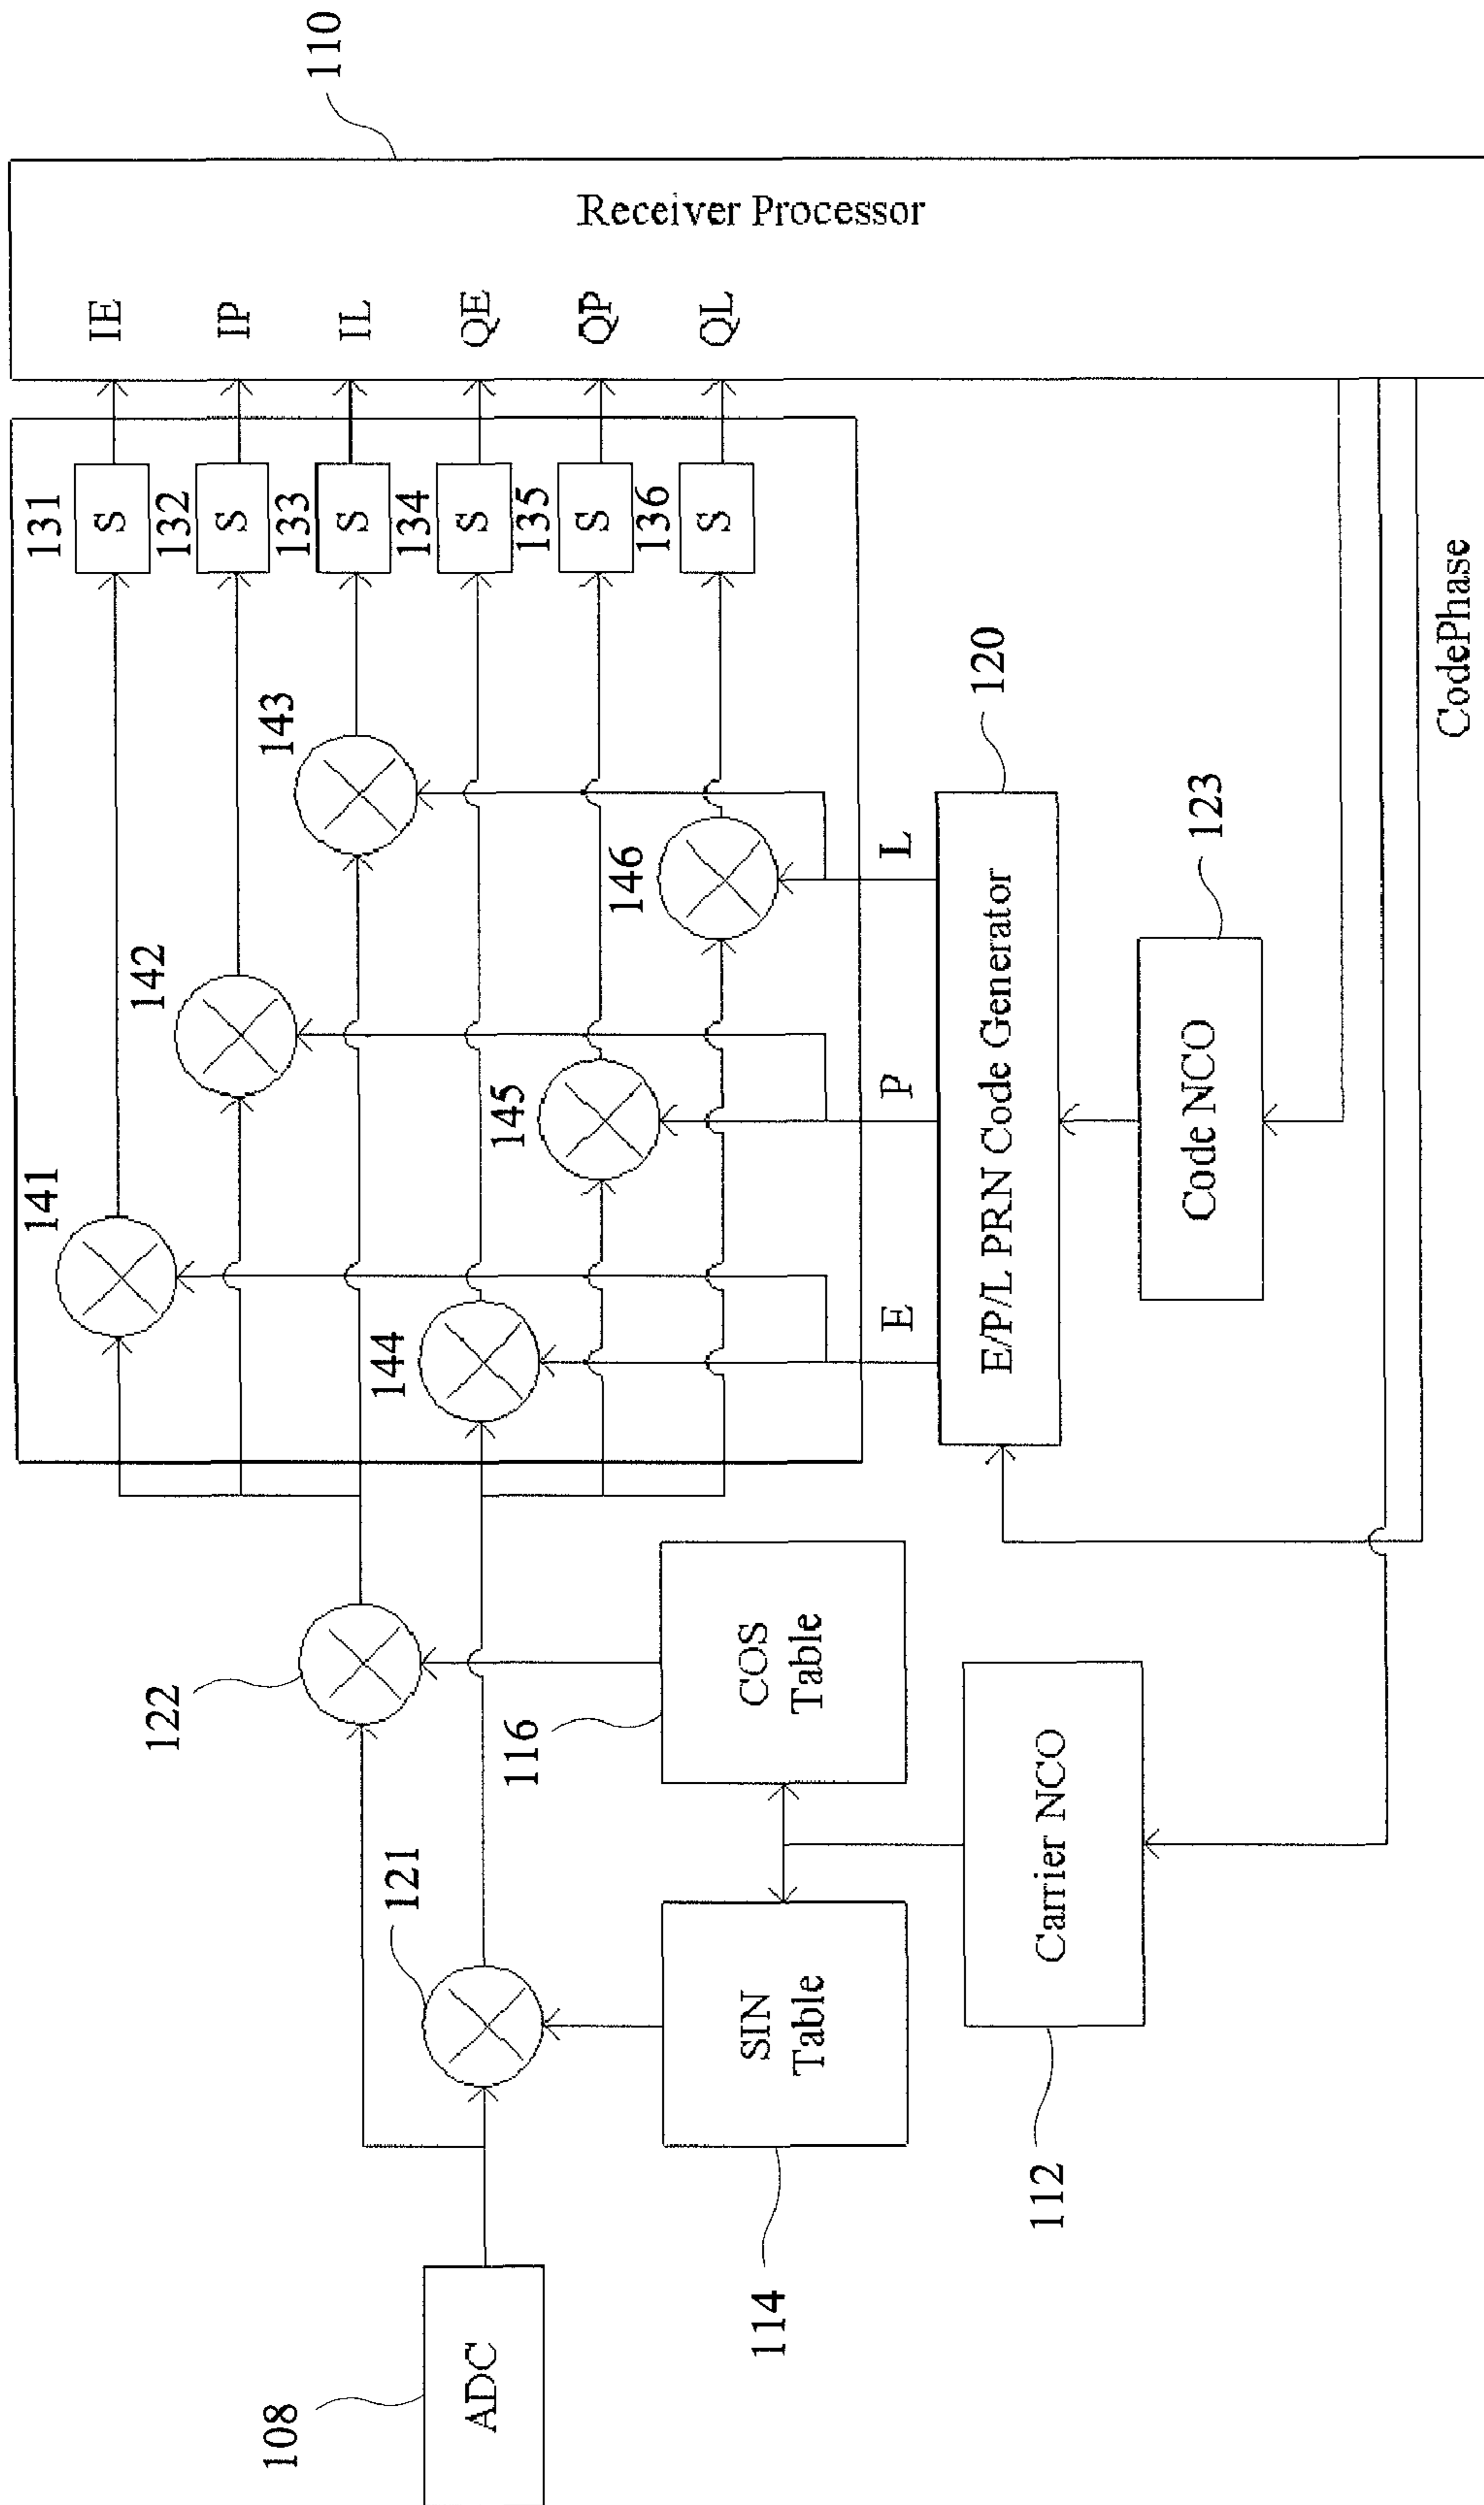 110
Receiver Processor
IE
IP
IL
QE
QP
QL
131
S
132
S
133
S
134
S
135
S
136
S
141
142
143
144
145
146
E
P
L
120
E/P/L PRN Code Generator
123
Code NCO
CodePhase
122
121
116
COS
Table
SIN
Table
114
Carrier NCO
112
108
ADC